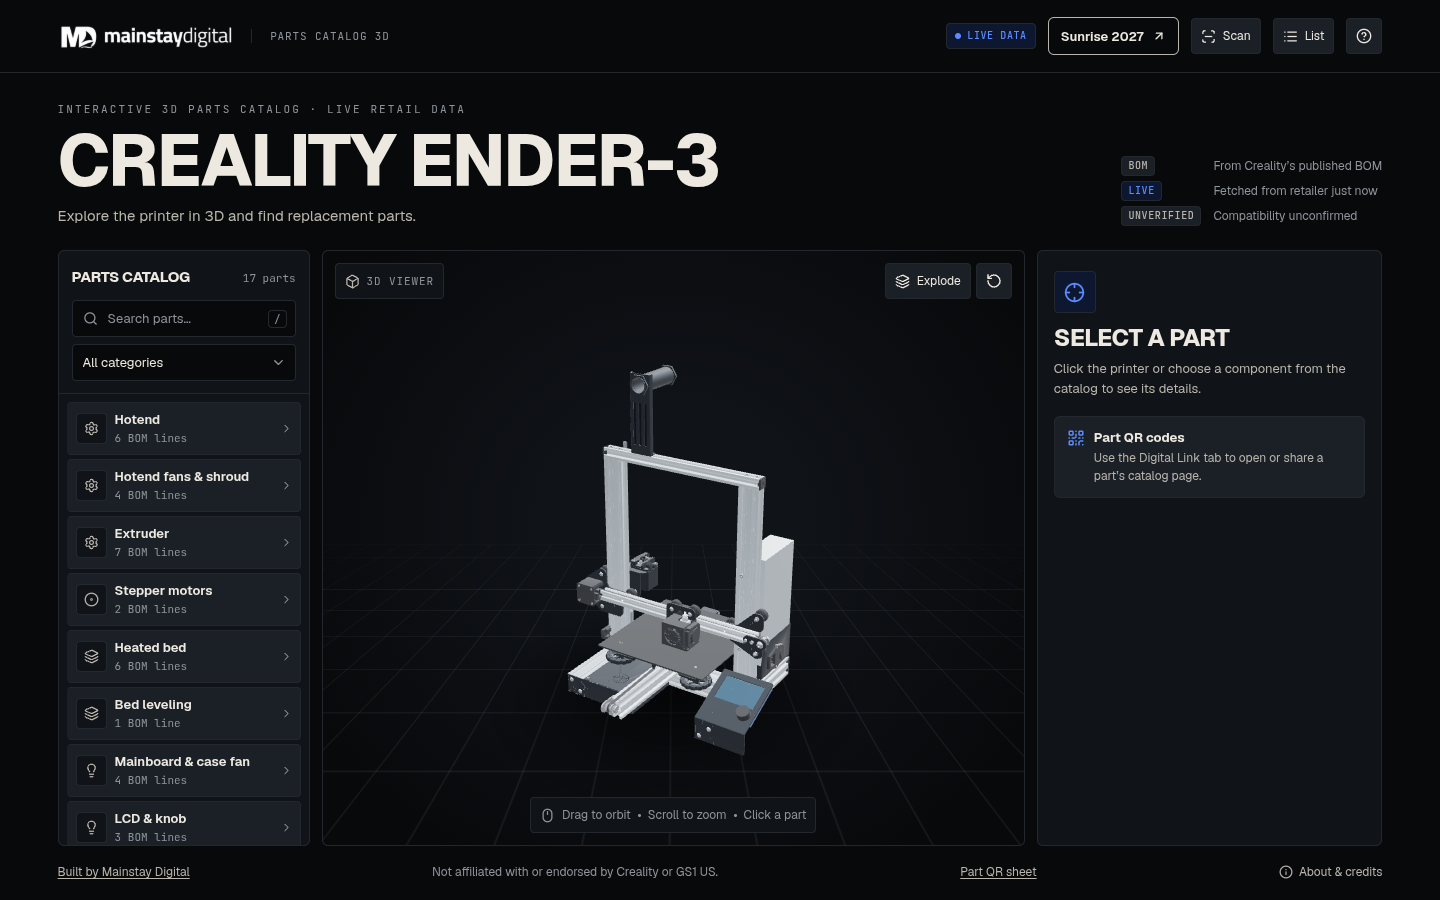 mainstaydigital
PARTS CATALOG 3D
LIVE DATA
Sunrise 2027
Scan
List
INTERACTIVE 3D PARTS CATALOG · LIVE RETAIL DATA
CREALITY ENDER-3
Explore the printer in 3D and find replacement parts.
BOM From Creality's published BOM
LIVE Fetched from retailer just now
UNVERIFIED Compatibility unconfirmed
PARTS CATALOG 17 parts
Search parts... /
All categories
Hotend
6 BOM lines
Hotend fans & shroud
4 BOM lines
Extruder
7 BOM lines
Stepper motors
2 BOM lines
Heated bed
6 BOM lines
Bed leveling
1 BOM line
Mainboard & case fan
4 BOM lines
LCD & knob
3 BOM lines
3D VIEWER
Explode
Drag to orbit • Scroll to zoom • Click a part
SELECT A PART
Click the printer or choose a component from the
catalog to see its details.
Part QR codes
Use the Digital Link tab to open or share a
part's catalog page.
Built by Mainstay Digital
Not affiliated with or endorsed by Creality or GS1 US.
Part QR sheet
About & credits